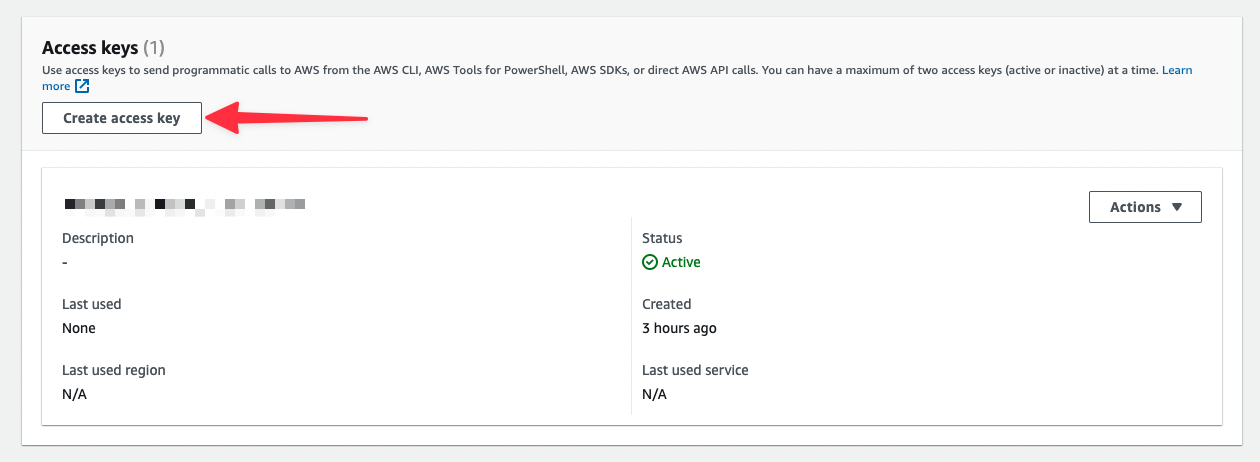 Access keys (1)
Use access keys to send programmatic calls to AWS from the AWS CLI, AWS Tools for PowerShell, AWS SDKs, or direct AWS API calls. You can have a maximum of two access keys (active or inactive) at a time. Learn
more
Create access key
Actions
Description
-
Status
Active
Last used
None
Created
3 hours ago
Last used region
N/A
Last used service
N/A